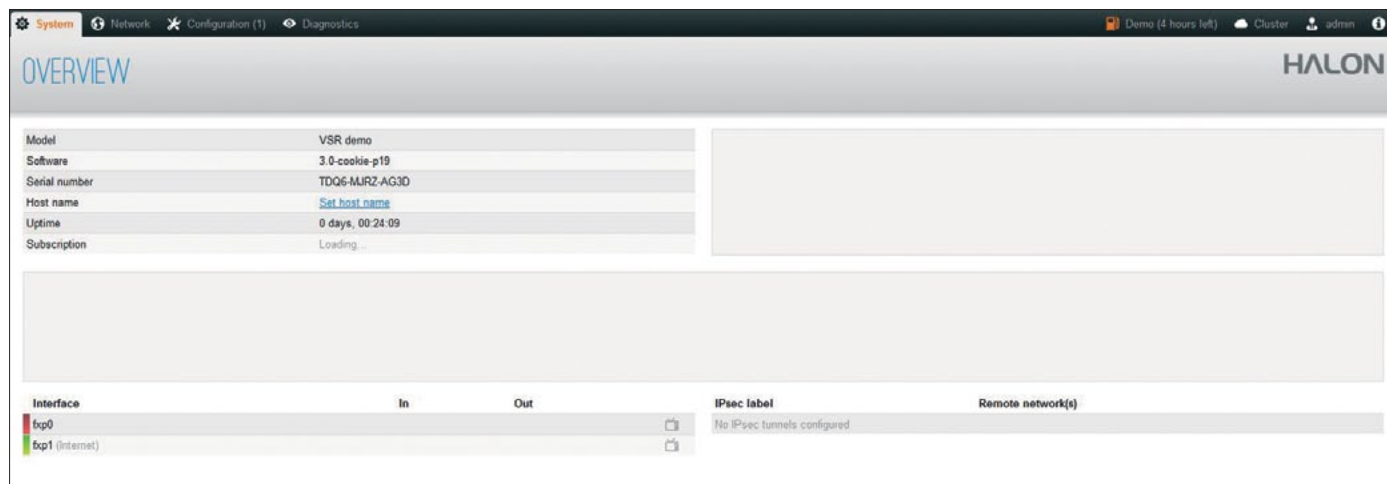 System Network Configuration (1) Diagnostics Demo (4 hours left) Cluster admin
OVERVIEW HALON
Model VSR demo
Software 3.0-cookie-p19
Serial number TDQ6-MJRZ-AG3D
Host name Set host name
Uptime 0 days, 00:24:09
Subscription Loading...
Interface In Out IPsec label Remote network(s)
fxp0 No IPsec tunnels configured
fxp1 (Internet)